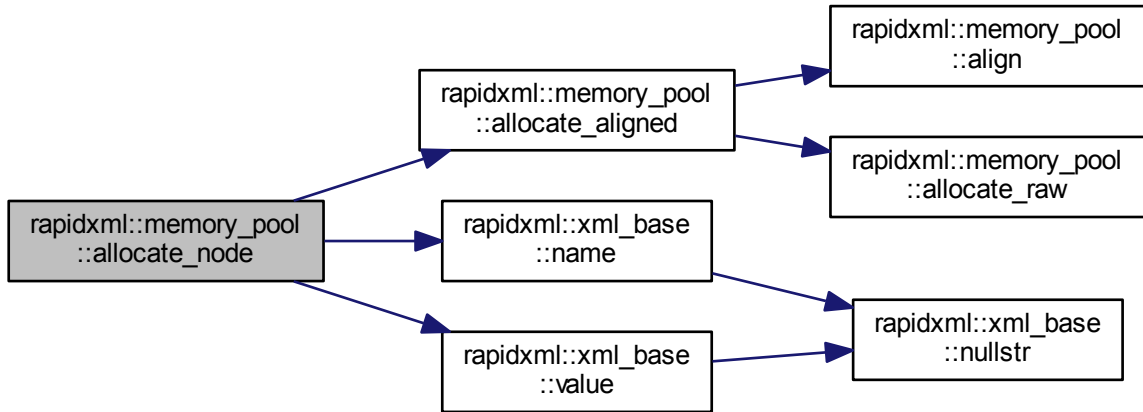 rapidxml::memory_pool
::allocate_node
rapidxml::memory_pool
::allocate_aligned
rapidxml::xml_base
::name
rapidxml::xml_base
::value
rapidxml::memory_pool
::align
rapidxml::memory_pool
::allocate_raw
rapidxml::xml_base
::nullstr